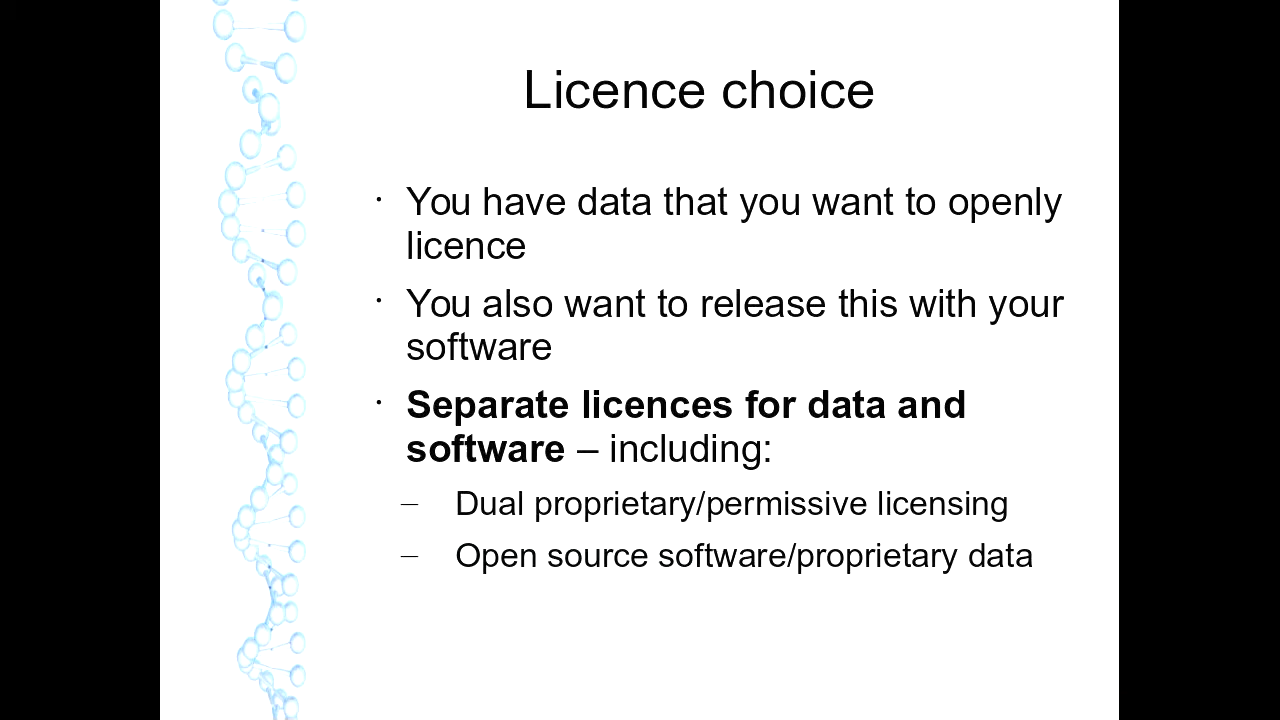 Licence choice
· You have data that you want to openly
licence
· You also want to release this with your
software
· Separate licences for data and
software – including:
– Dual proprietary/permissive licensing
– Open source software/proprietary data